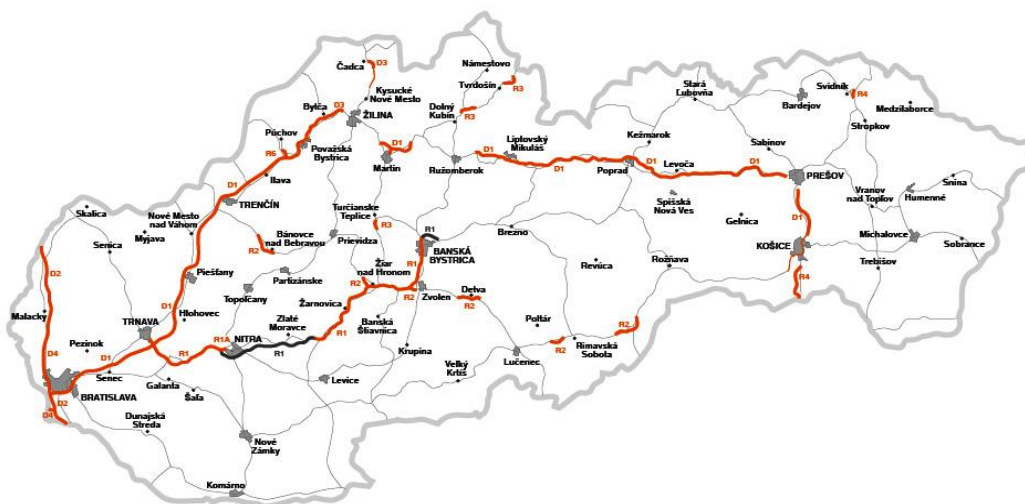 Čadca
D3
Kysucké
Nové Mesto
Námestovo
Tvrdošín
R3
Bytča
D3
ŽILINA
Dolný
Kubín
R3
Stará
Ľubovňa
Bardejov
Svidník
R4
Medzilaborce
Stropkov
Púchov
R6
Považská
Bystrica
D1
Martin
Liptovský
Mikuláš
Ružomberok
D1
D1
Kežmarok
Poprad
D1
Levoča
Sabinov
D1
PREŠOV
Snina
Humenné
Vranov
nad Topľov
Ilava
D1
TRENČÍN
Skalica
Nové Mesto
nad Váhom
Myjava
Senica
Bánovce
nad Bebravou
R2
Turčianske
Teplice
R3
Prievidza
R1
BANSKÁ
BYSTRICA
R1
Brezno
Spišská
Nová Ves
Gelnica
D1
KOŠICE
Michalovce
Sobrance
Trebišov
R4
D2
Piešťany
D1
Partizánske
Topoľčany
Žiar
nad Hronom
R2
R2
Zvolen
Detva
R2
Revúca
Rožňava
Malacky
Hlohovec
TRNAVA
Žarnovica
Zlaté
Moravce
R1A
NITRA
R1
R1
Banská
Štiavnica
Krupina
Poltár
R2
Rimavská
Sobota
R2
Lučenec
Veľký
Krtíš
Pezinok
D4
D1
R1
Senec
Galanta
Šaľa
Levice
BRATISLAVA
D2
D4
Dunajská
Streda
Nové
Zámky
Komárno